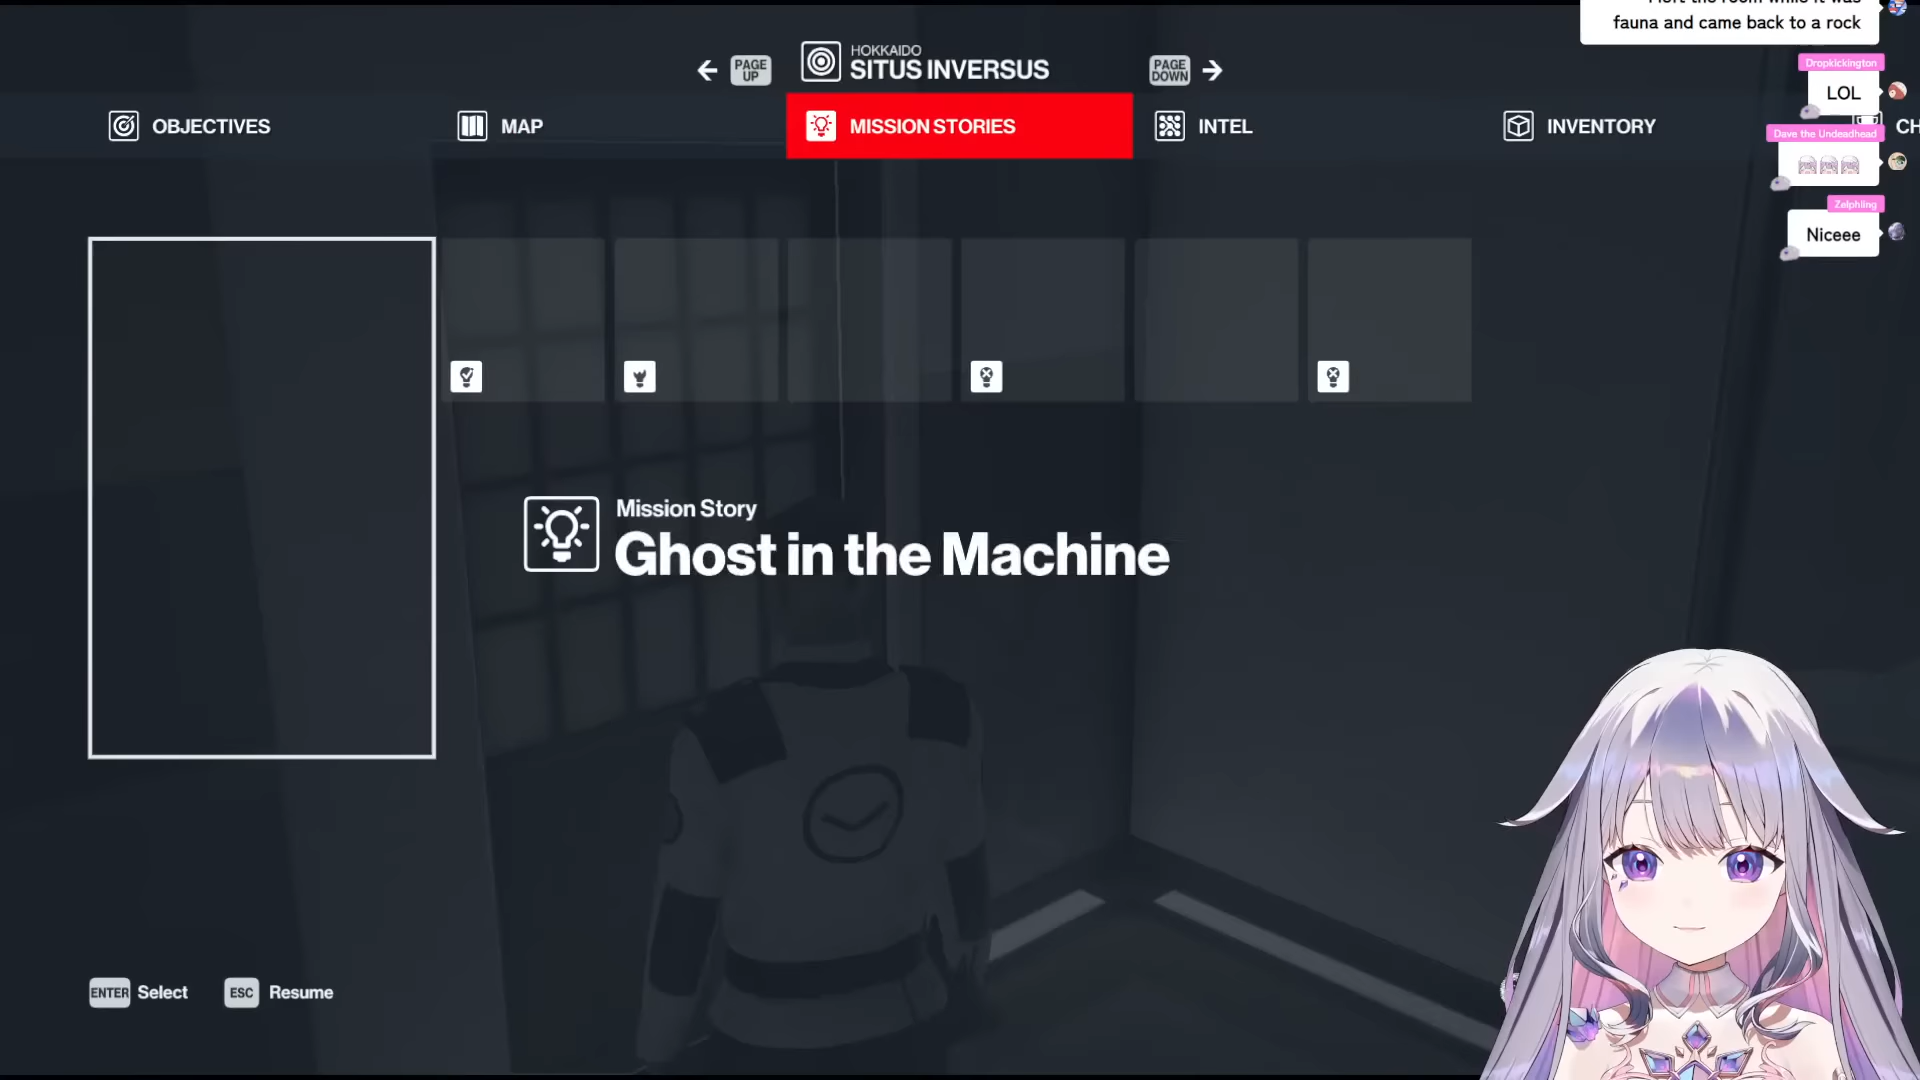 fauna and came back to a rock
HOKKAIDO
SITUS INVERSUS
PAGE UP
PAGE DOWN
OBJECTIVES
MAP
MISSION STORIES
INTEL
INVENTORY
CH
Dropkickington
LOL
Dave the Undeadhead
Zelphling
Niceee
Mission Story
Ghost in the Machine
ENTER Select
ESC Resume